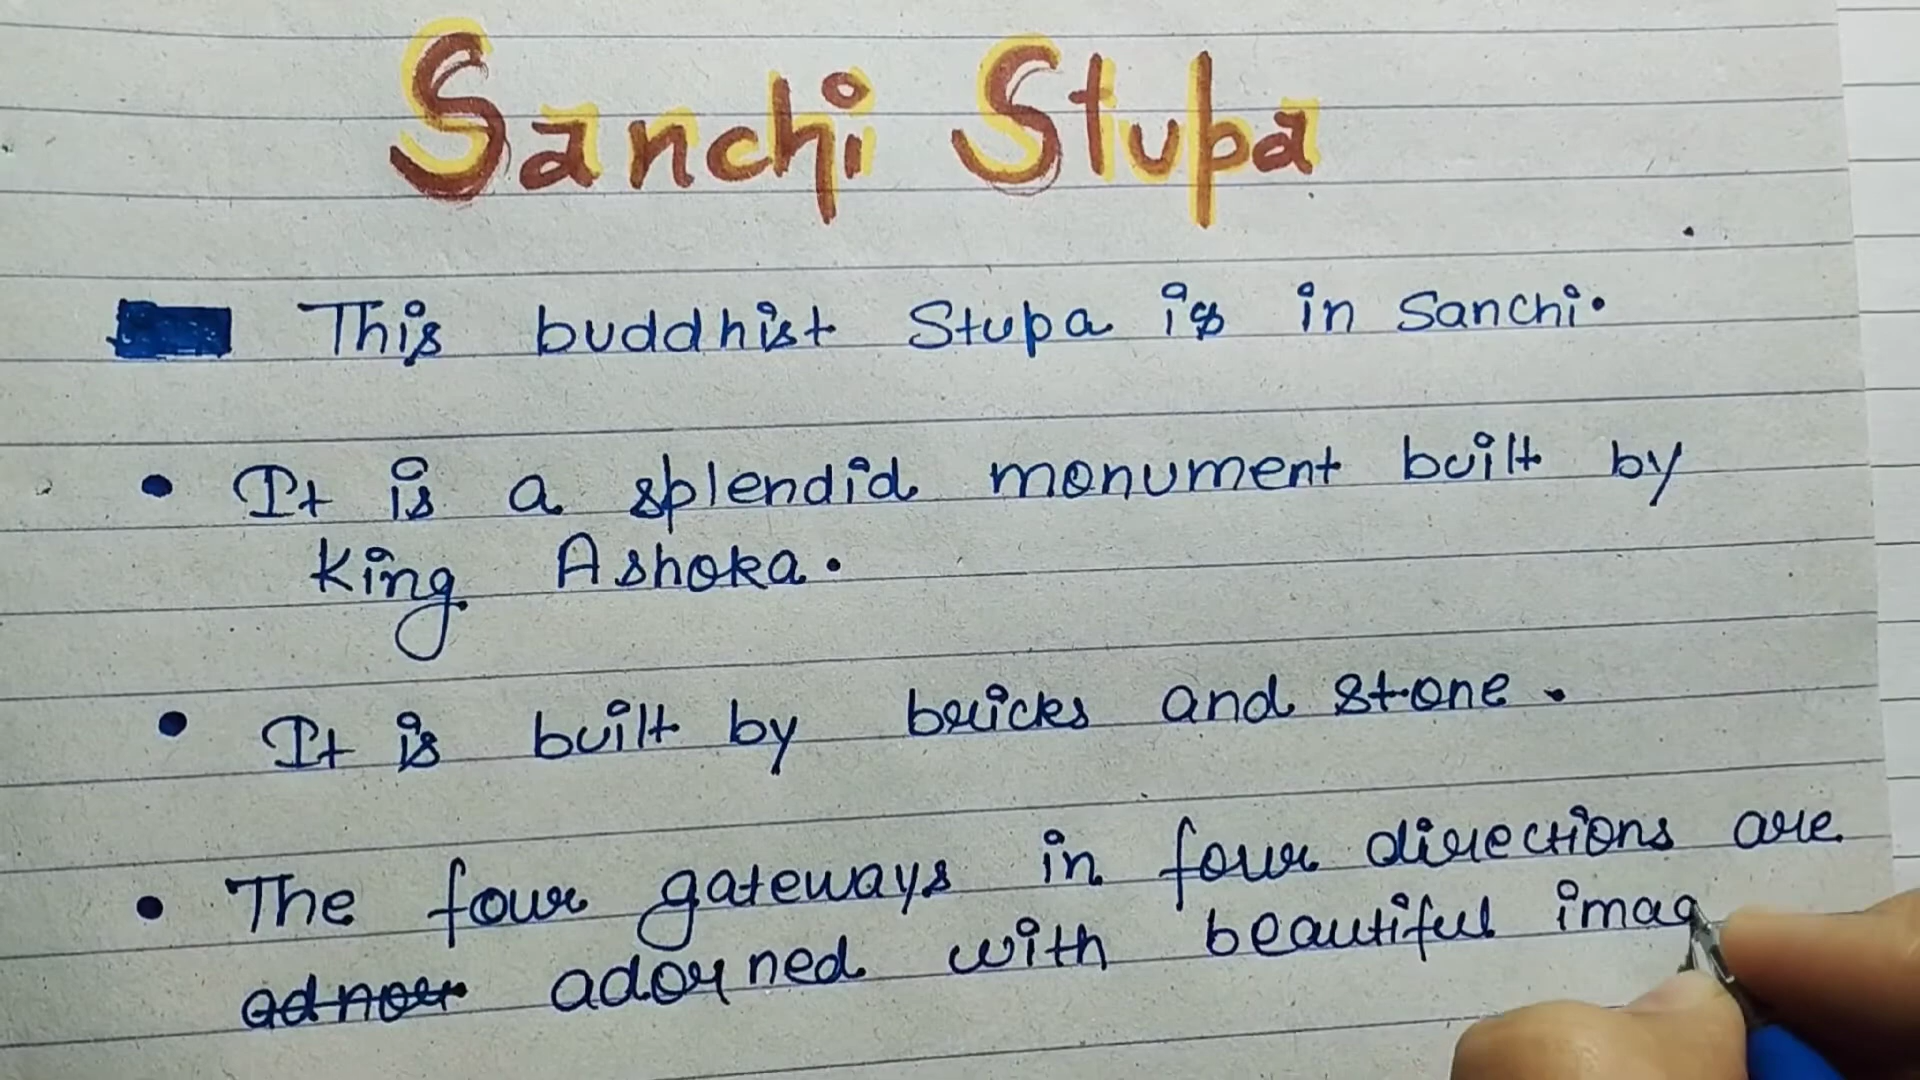 Sanchi Stupa
This buddhist Stupa is in Sanchi.
• It is a splendid monument built by
king Ashoka.
• It is built by bricks and stone.
• The four gateways in four directions are
adorned with beautiful imag